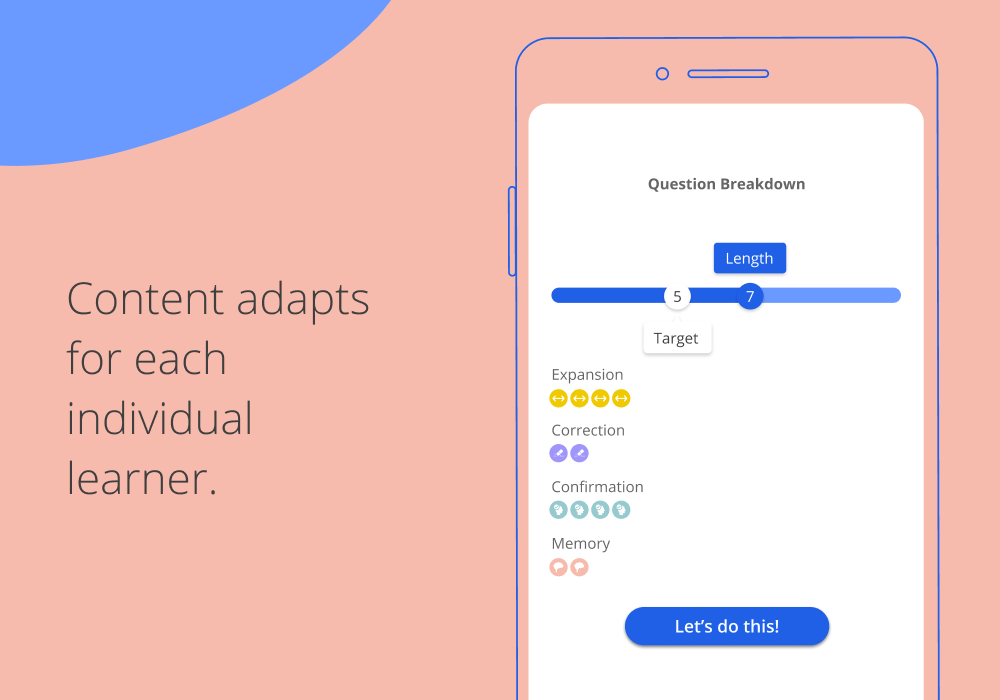 Content adapts
for each
individual
learner.
Question Breakdown
Length
5
7
Target
Expansion
Correction
Confirmation
Memory
Let’s do this!